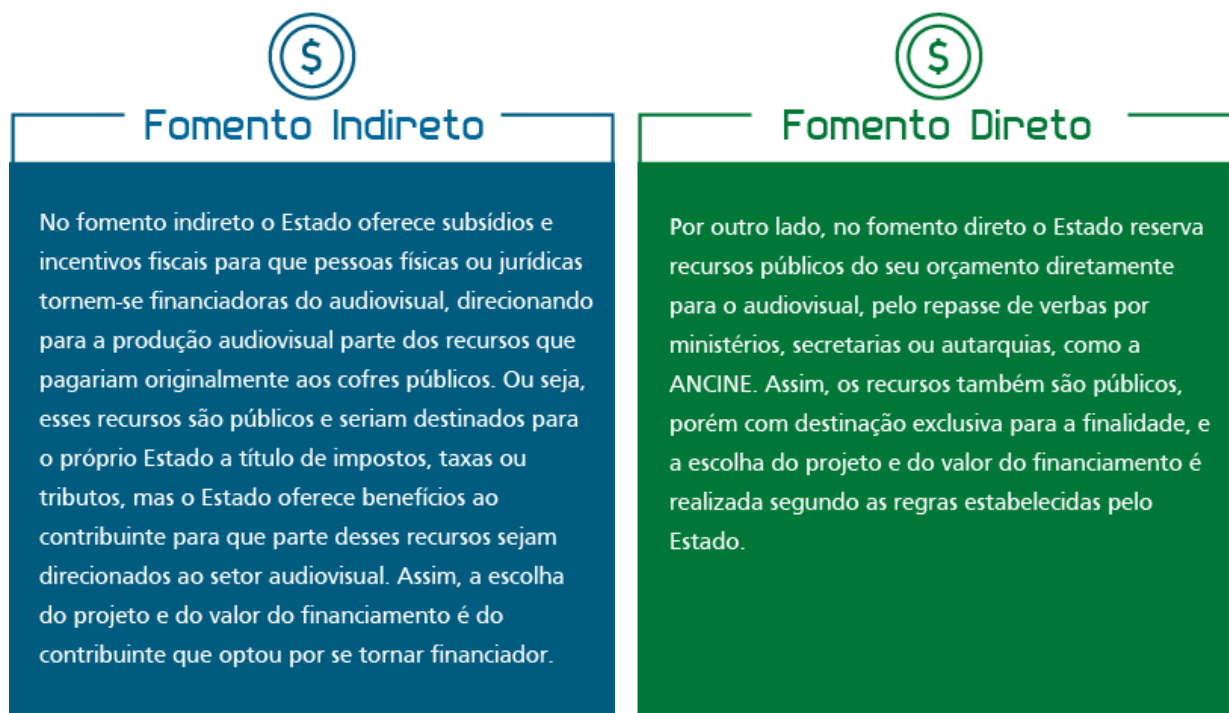 $
Fomento Indireto
No fomento indireto o Estado oferece subsídios e
incentivos fiscais para que pessoas físicas ou jurídicas
tornem-se financiadoras do audiovisual, direcionando
para a produção audiovisual parte dos recursos que
pagariam originalmente aos cofres públicos. Ou seja,
esses recursos são públicos e seriam destinados para
o próprio Estado a título de impostos, taxas ou
tributos, mas o Estado oferece benefícios ao
contribuinte para que parte desses recursos sejam
direcionados ao setor audiovisual. Assim, a escolha
do projeto e do valor do financiamento é do
contribuinte que optou por se tornar financiador.
$
Fomento Direto
Por outro lado, no fomento direto o Estado reserva
recursos públicos do seu orçamento diretamente
para o audiovisual, pelo repasse de verbas por
ministérios, secretarias ou autarquias, como a
ANCINE. Assim, os recursos também são públicos,
porém com destinação exclusiva para a finalidade, e
a escolha do projeto e do valor do financiamento é
realizada segundo as regras estabelecidas pelo
Estado.